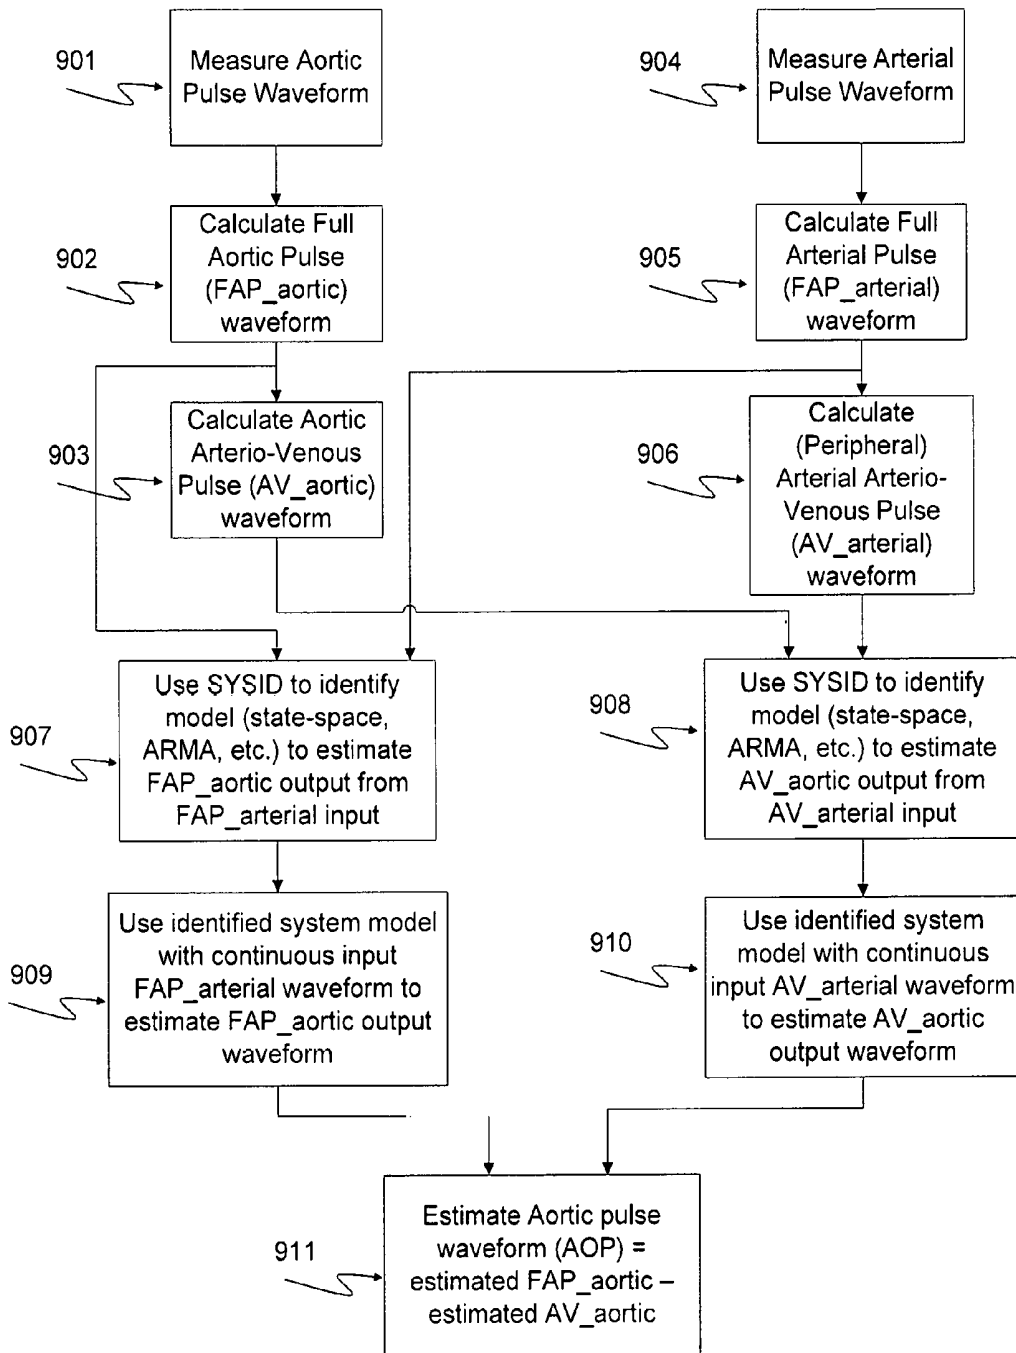 901
Measure Aortic
Pulse Waveform
904
Measure Arterial
Pulse Waveform
902
Calculate Full
Aortic Pulse
(FAP_aortic)
waveform
905
Calculate Full
Arterial Pulse
(FAP_arterial)
waveform
903
Calculate Aortic
Arterio-Venous
Pulse (AV_aortic)
waveform
906
Calculate
(Peripheral)
Arterial Arterio-
Venous Pulse
(AV_arterial)
waveform
907
Use SYSID to identify
model (state-space,
ARMA, etc.) to estimate
FAP_aortic output from
FAP_arterial input
908
Use SYSID to identify
model (state-space,
ARMA, etc.) to estimate
AV_aortic output from
AV_arterial input
909
Use identified system model
with continuous input
FAP_arterial waveform to
estimate FAP_aortic output
waveform
910
Use identified system
model with continuous
input AV_arterial waveform
to estimate AV_aortic
output waveform
911
Estimate Aortic pulse
waveform (AOP) =
estimated FAP_aortic –
estimated AV_aortic